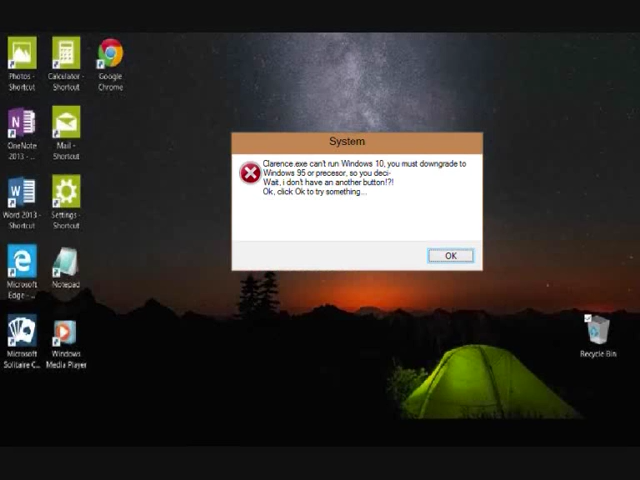 Photos - Shortcut
Calculator - Shortcut
Google Chrome
OneNote 2013 - ...
Mail - Shortcut
Word 2013 - Shortcut
Settings - Shortcut
Microsoft Edge - ...
Notepad
Microsoft Solitaire C...
Windows Media Player
System
Clarence.exe can't run Windows 10, you must downgrade to
Windows 95 or precesor, so you deci-
Wait, i don't have an another button!?!
Ok, click Ok to try something...
OK
Recycle Bin